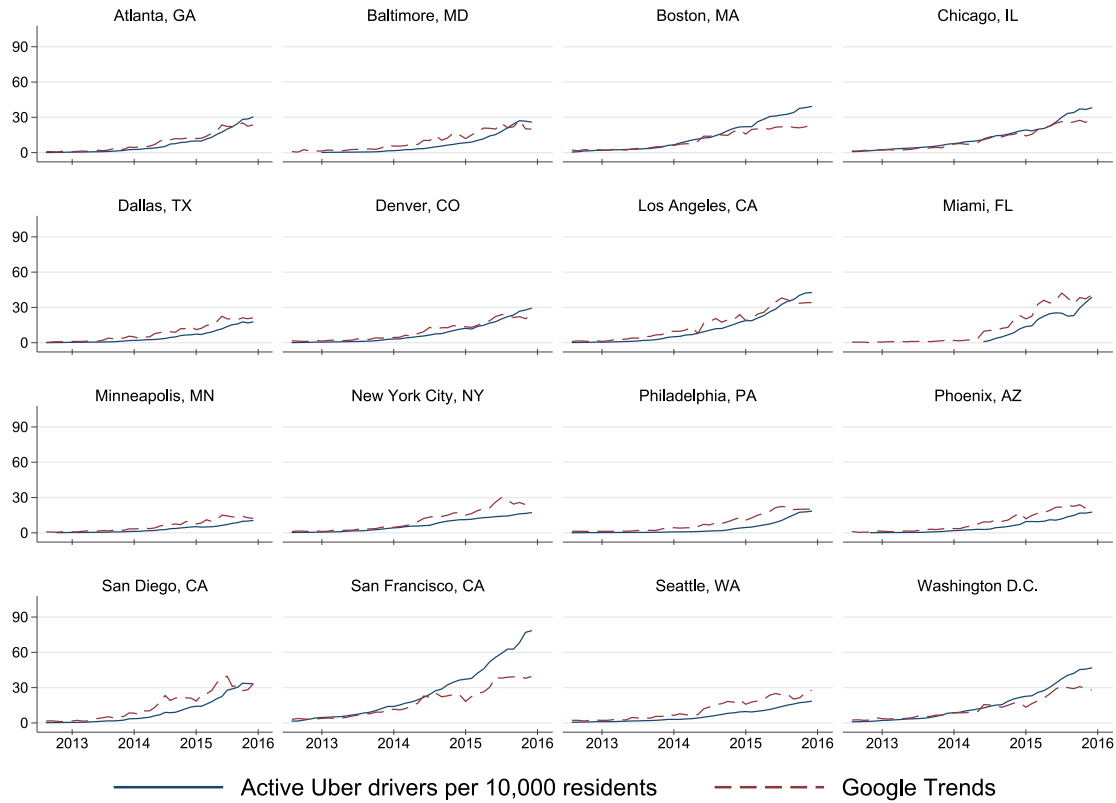 Atlanta, GA
Baltimore, MD
Boston, MA
Chicago, IL
90
60
30
0
2013
2014
2015
2016
2013
2014
2015
2016
2013
2014
2015
2016
2013
2014
2015
2016
Dallas, TX
Denver, CO
Los Angeles, CA
Miami, FL
90
60
30
0
Minneapolis, MN
New York City, NY
Philadelphia, PA
Phoenix, AZ
90
60
30
0
San Diego, CA
San Francisco, CA
Seattle, WA
Washington D.C.
90
60
30
0
Active Uber drivers per 10,000 residents
Google Trends